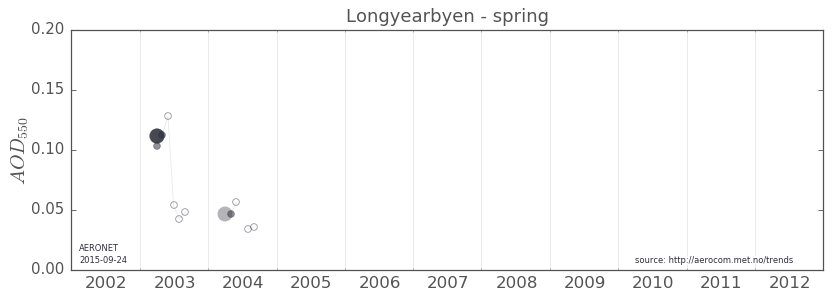 Longyearbyen - spring
0.20
0.15
0.10
0.05
0.00
AOD550
AERONET
2015-09-24
source: http://aerocom.met.no/trends
2002 2003 2004 2005 2006 2007 2008 2009 2010 2011 2012